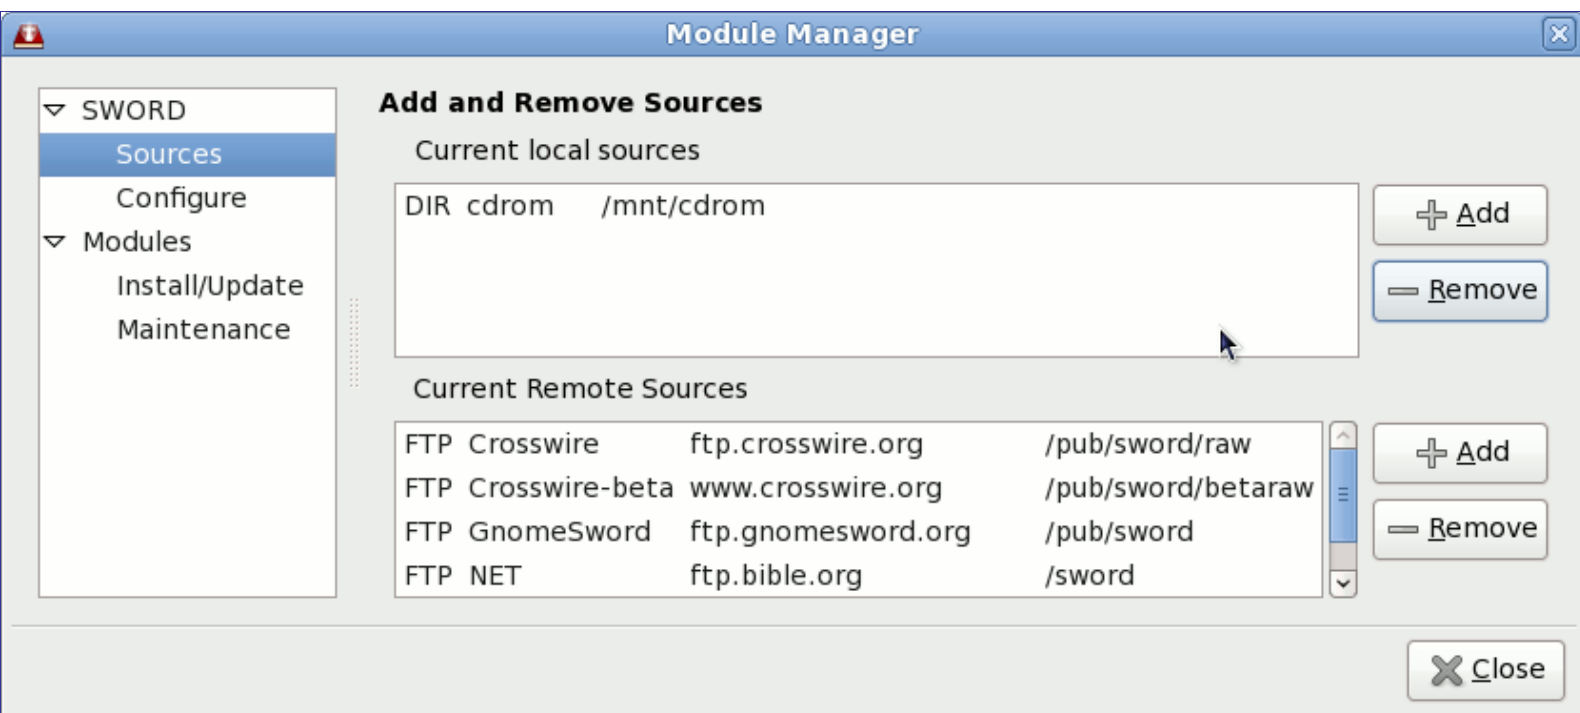 Module Manager
SWORD
Sources
Configure
Modules
Install/Update
Maintenance
Add and Remove Sources
Current local sources
DIR cdrom /mnt/cdrom
Add
Remove
Current Remote Sources
FTP Crosswire ftp.crosswire.org /pub/sword/raw
FTP Crosswire-beta www.crosswire.org /pub/sword/betaraw
FTP GnomeSword ftp.gnomesword.org /pub/sword
FTP NET ftp.bible.org /sword
Add
Remove
Close